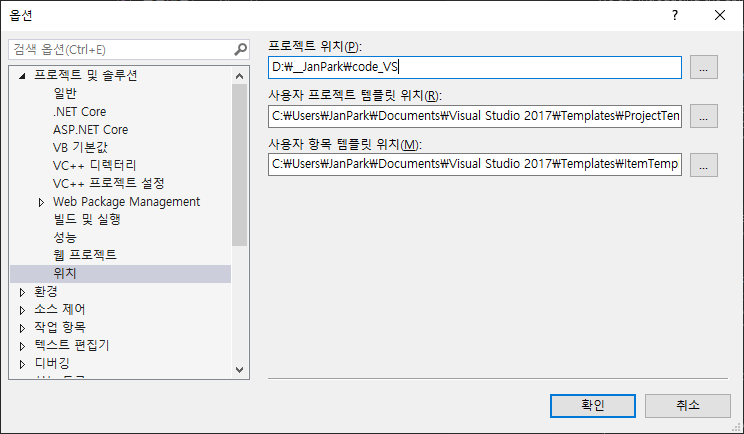 옵션
? ×
검색 옵션(Ctrl+E)
프로젝트 및 솔루션
일반
.NET Core
ASP.NET Core
VB 기본값
VC++ 디렉터리
VC++ 프로젝트 설정
Web Package Management
빌드 및 실행
성능
웹 프로젝트
위치
환경
소스 제어
작업 항목
텍스트 편집기
디버깅
프로젝트 위치(P):
D:₩__JanPark₩code_VS
...
사용자 프로젝트 템플릿 위치(R):
C:₩Users₩JanPark₩Documents₩Visual Studio 2017₩Templates₩ProjectTen
...
사용자 항목 템플릿 위치(M):
C:₩Users₩JanPark₩Documents₩Visual Studio 2017₩Templates₩ItemTemp
...
확인
취소